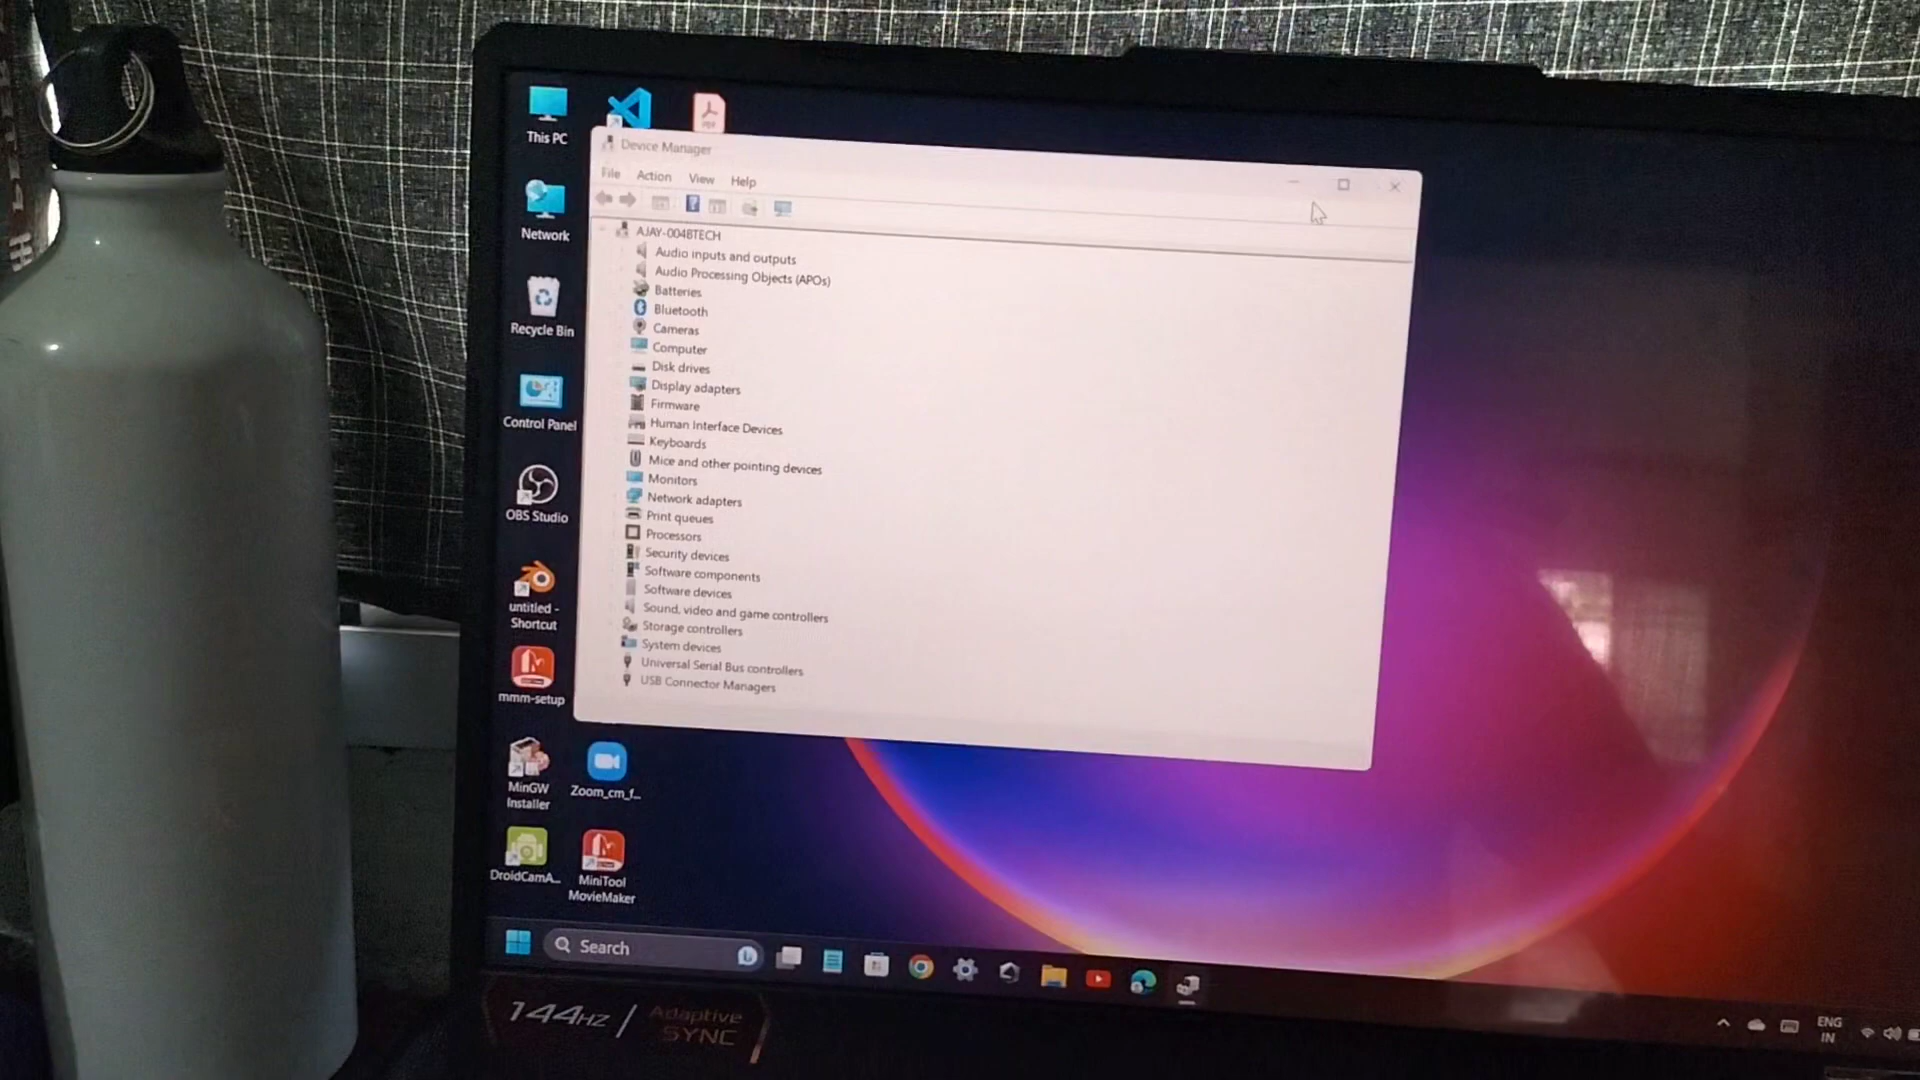 This PC
Network
Recycle Bin
Control Panel
OBS Studio
untitled -
Shortcut
mmm-setup
MinGW
Installer
Zoom_cm_f...
DroidCamA...
MiniTool
MovieMaker
PDF
Device Manager
File Action View Help
AJAY-004BTECH
Audio inputs and outputs
Audio Processing Objects (APOs)
Batteries
Bluetooth
Cameras
Computer
Disk drives
Display adapters
Firmware
Human Interface Devices
Keyboards
Mice and other pointing devices
Monitors
Network adapters
Print queues
Processors
Security devices
Software components
Software devices
Sound, video and game controllers
Storage controllers
System devices
Universal Serial Bus controllers
USB Connector Managers
Search
ENG
IN
144HZ / Adaptive
SYNC